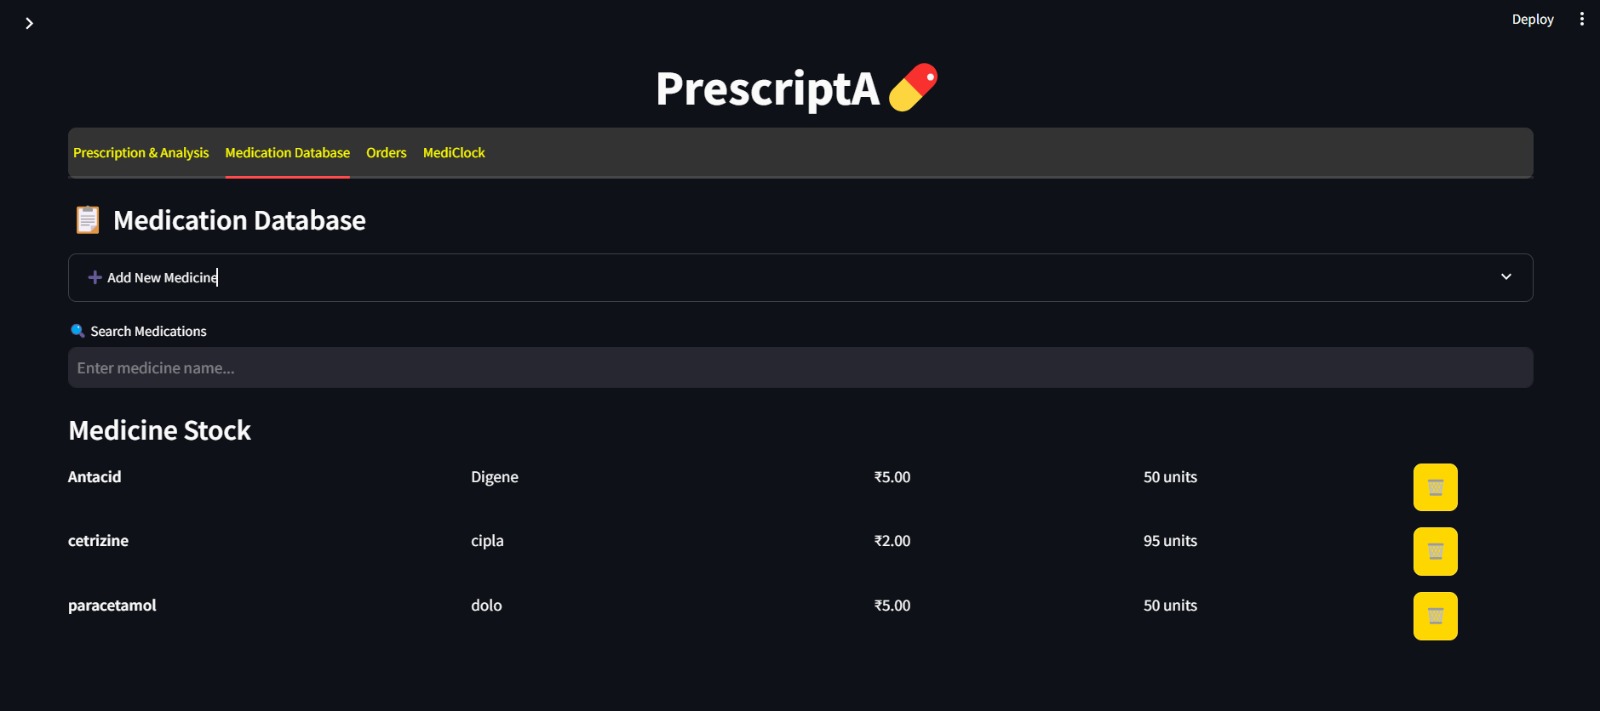 Deploy
PrescriptA
Prescription & Analysis Medication Database Orders MediClock
Medication Database
Add New Medicine
Search Medications
Enter medicine name...
Medicine Stock
Antacid Digene ₹5.00 50 units
cetrizine cipla ₹2.00 95 units
paracetamol dolo ₹5.00 50 units